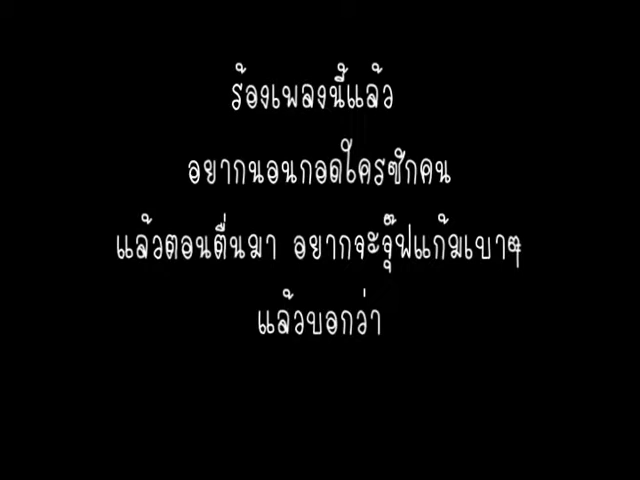 ร้องเพลงนี้แล้ว
อยากนอนกอดใครซักคน
แล้วตอนตื่นมา อยากจะจุ๊ฟแก้มเบาๆ
แล้วบอกว่า